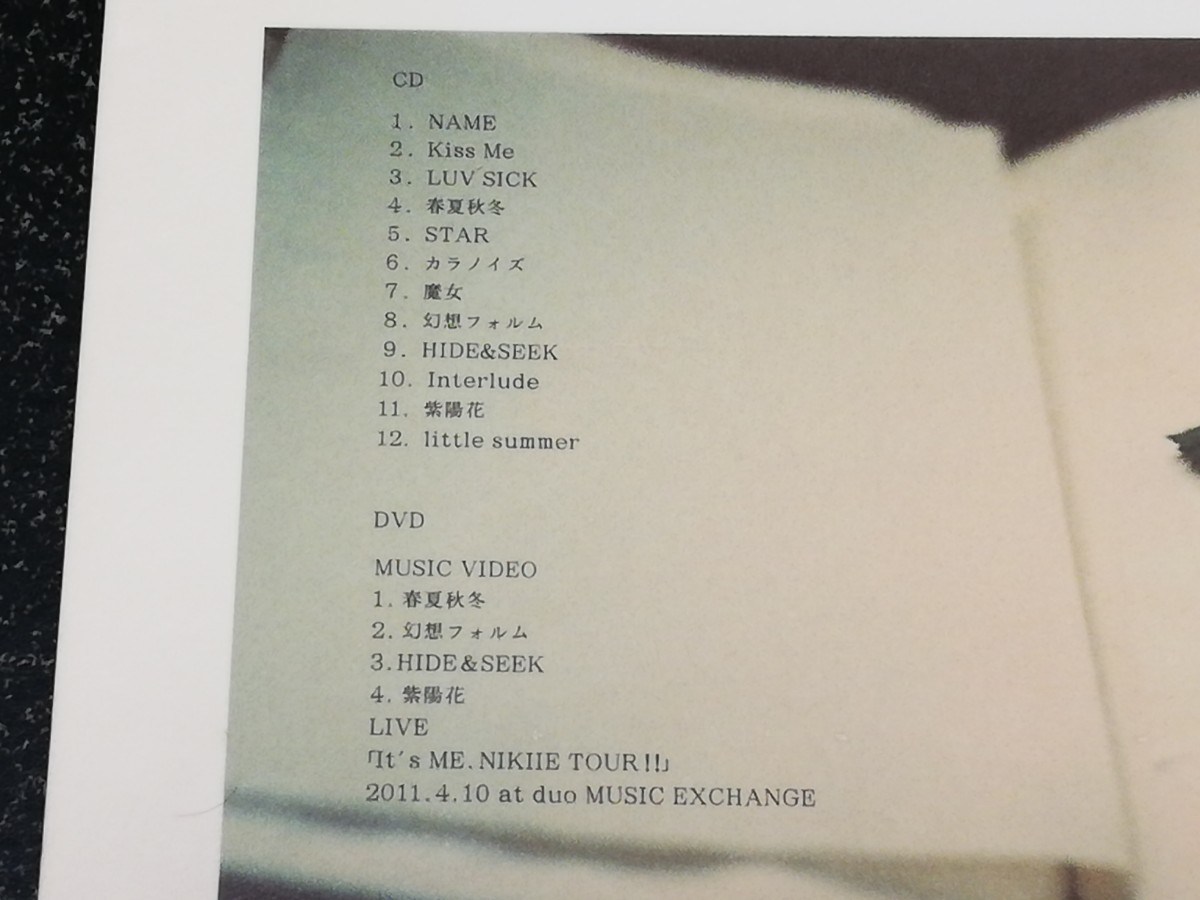 CD
1. NAME
2. Kiss Me
3. LUV SICK
4. 春夏秋冬
5. STAR
6. カラノイズ
7. 魔女
8. 幻想フォルム
9. HIDE&SEEK
10. Interlude
11. 紫陽花
12. little summer
DVD
MUSIC VIDEO
1. 春夏秋冬
2. 幻想フォルム
3.HIDE&SEEK
4. 紫陽花
LIVE
「It's ME.NIKIIE TOUR!!」
2011.4.10 at duo MUSIC EXCHANGE